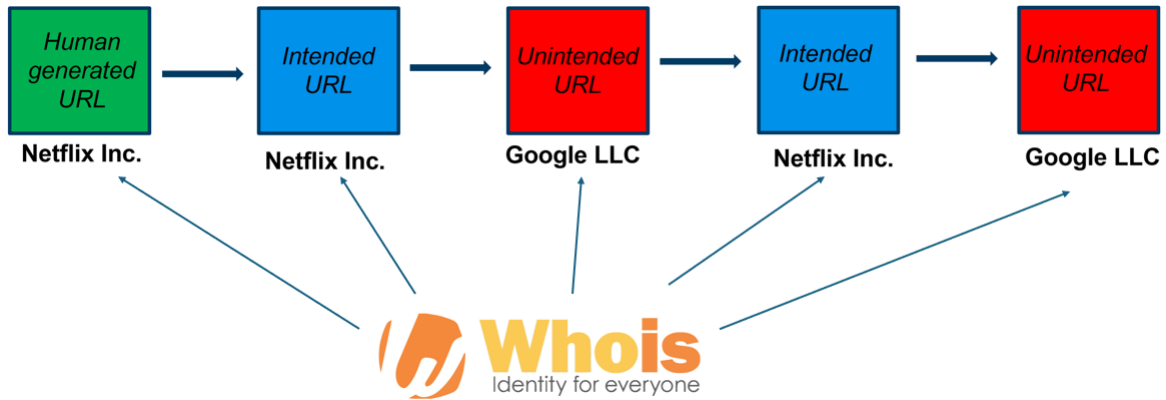 Human
generated
URL
Intended
URL
Unintended
URL
Intended
URL
Unintended
URL
Netflix Inc.
Netflix Inc.
Google LLC
Netflix Inc.
Google LLC
Whois
Identity for everyone